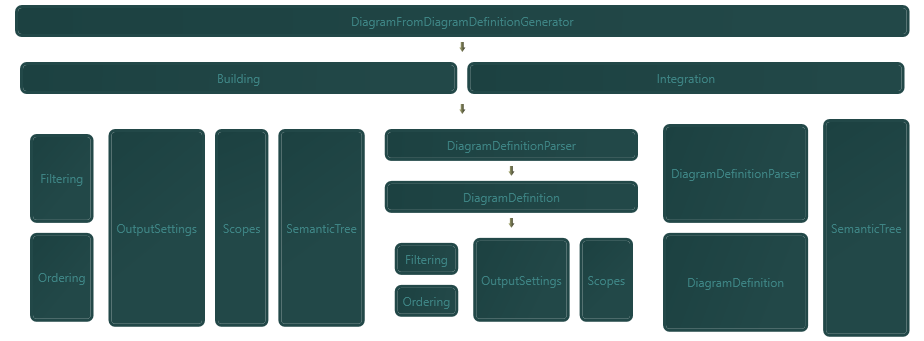 DiagramFromDiagramDefinitionGenerator
Building
Integration
Filtering
Ordering
OutputSettings
Scopes
SemanticTree
DiagramDefinitionParser
DiagramDefinition
Filtering
Ordering
OutputSettings
Scopes
DiagramDefinitionParser
DiagramDefinition
SemanticTree